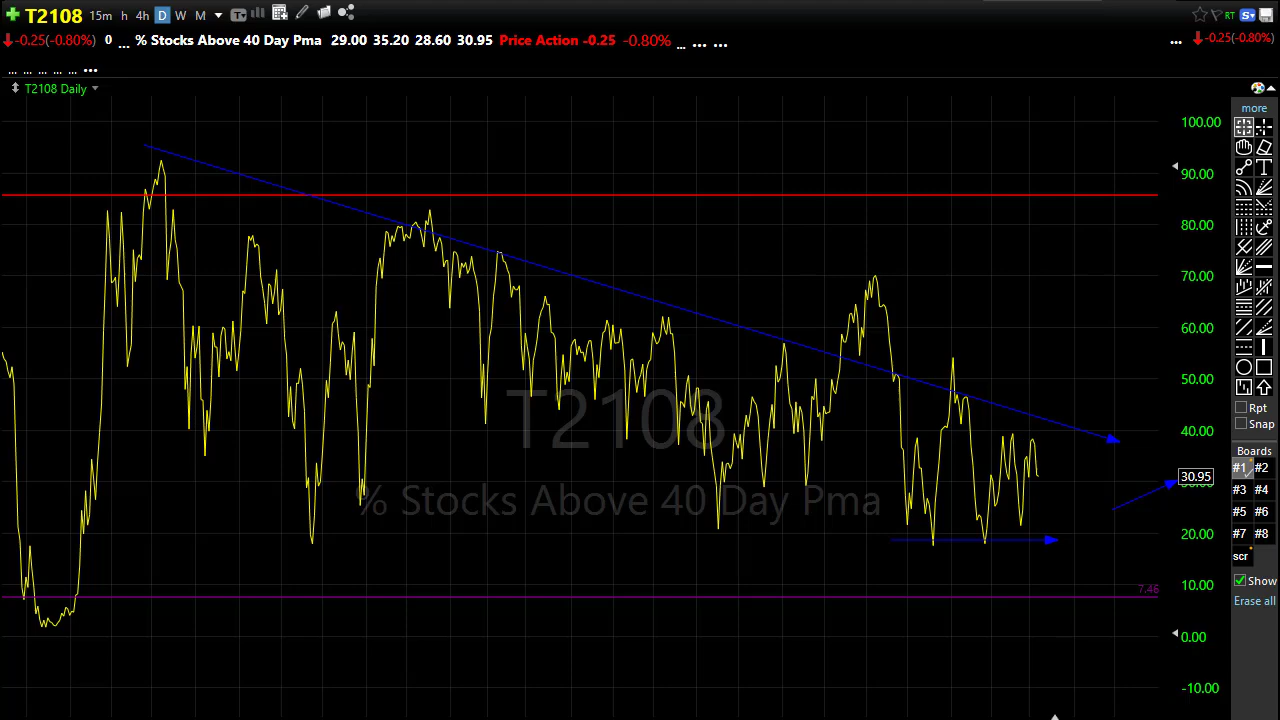 T2108 15m h 4h D W M T RT S
-0.25(-0.80%) 0 ... % Stocks Above 40 Day Pma 29.00 35.20 28.60 30.95 Price Action -0.25 -0.80% ... ... ... ... -0.25(-0.80%)
... ... ... ... ... ...
T2108 Daily
more
100.00
90.00
80.00
70.00
60.00
50.00
40.00
30.95
20.00
10.00
0.00
-10.00
7.46
T2108
% Stocks Above 40 Day Pma
T
Rpt
Snap
Boards
#1 #2
#3 #4
#5 #6
#7 #8
scr
Show
Erase all